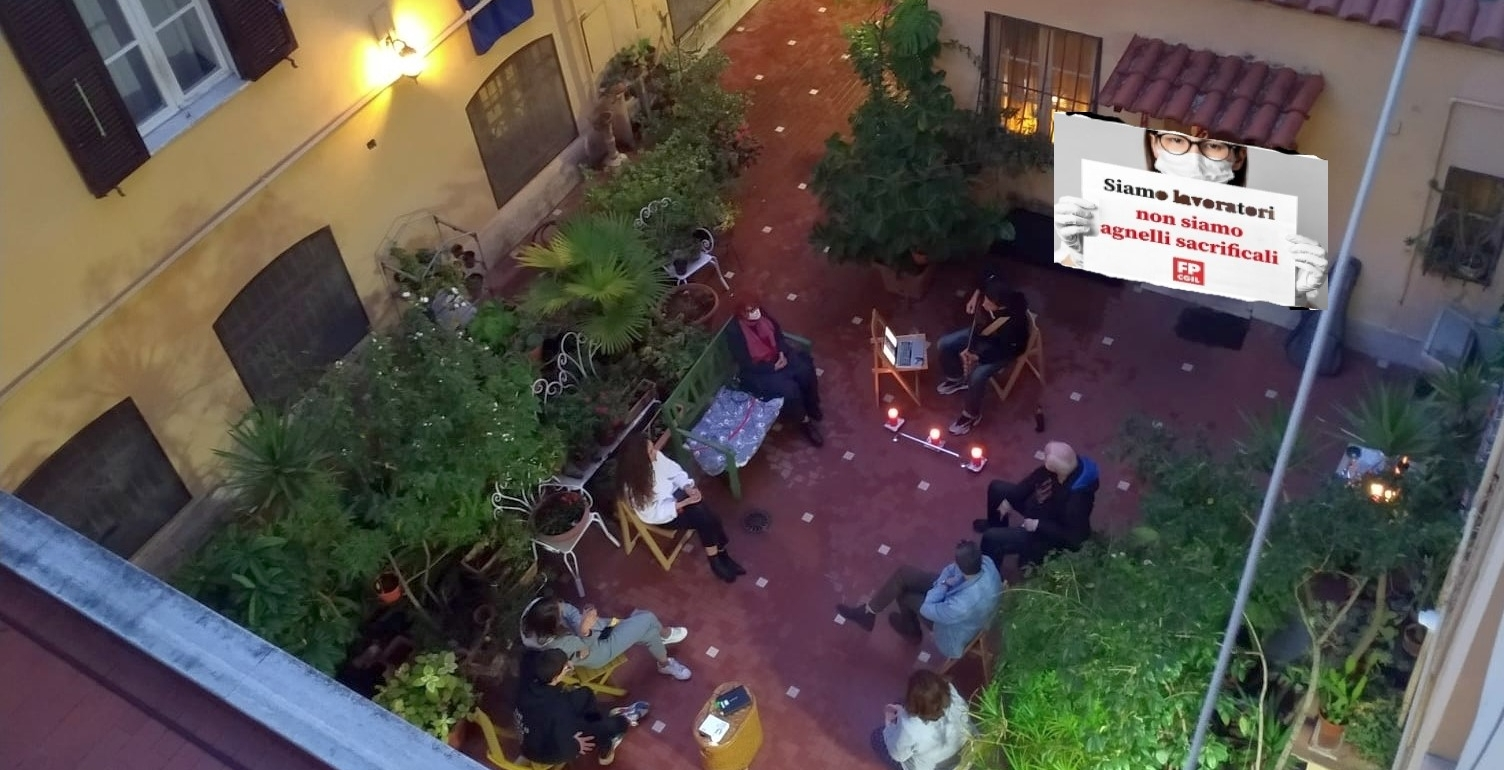 Siamo lavoratori
non siamo
agnelli sacrificali
FP
CGIL